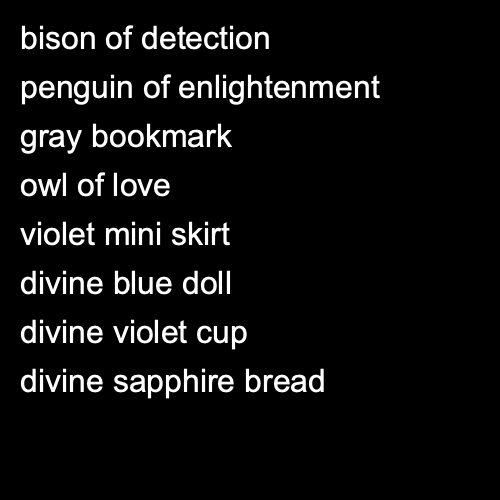 bison of detection
penguin of enlightenment
gray bookmark
owl of love
violet mini skirt
divine blue doll
divine violet cup
divine sapphire bread